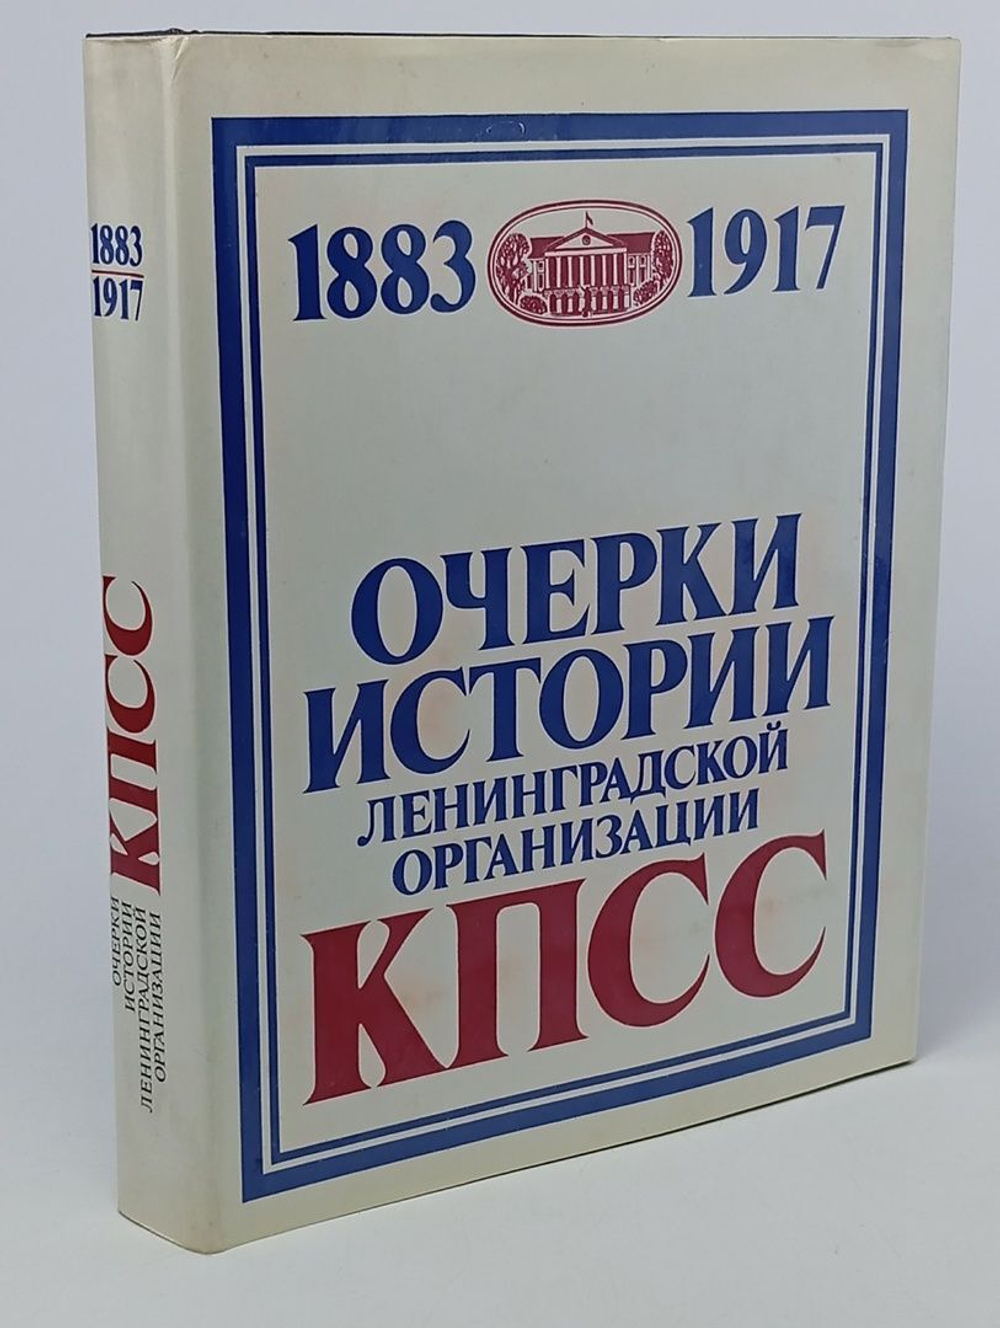 1883 1917
ОЧЕРКИ
ИСТОРИИ
ЛЕНИНГРАДСКОЙ
ОРГАНИЗАЦИИ
КПСС
1883
1917
ОЧЕРКИ
ИСТОРИИ
ЛЕНИНГРАДСКОЙ
ОРГАНИЗАЦИИ
КПСС